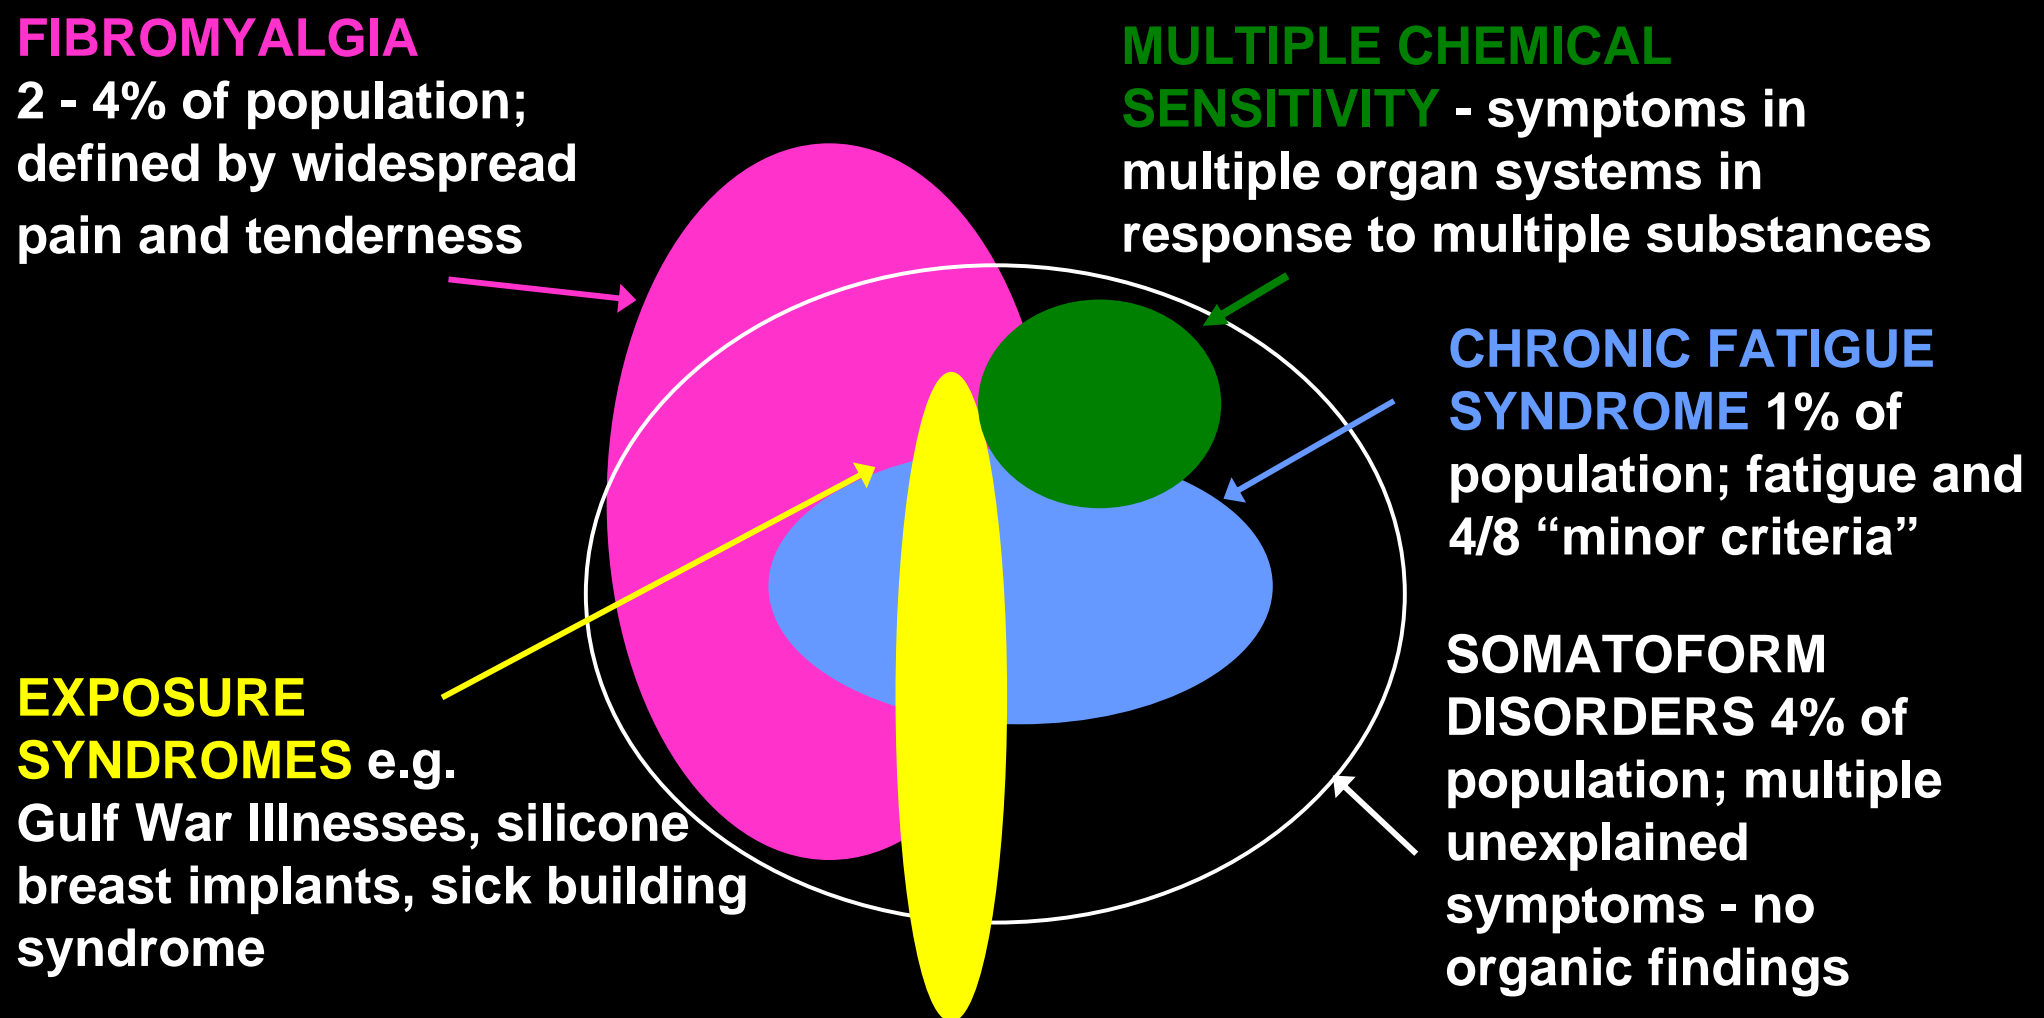 FIBROMYALGIA
2 - 4% of population;
defined by widespread
pain and tenderness
MULTIPLE CHEMICAL
SENSITIVITY - symptoms in
multiple organ systems in
response to multiple substances
CHRONIC FATIGUE
SYNDROME 1% of
population; fatigue and
4/8 “minor criteria”
EXPOSURE
SYNDROMES e.g.
Gulf War Illnesses, silicone
breast implants, sick building
syndrome
SOMATOFORM
DISORDERS 4% of
population; multiple
unexplained
symptoms - no
organic findings